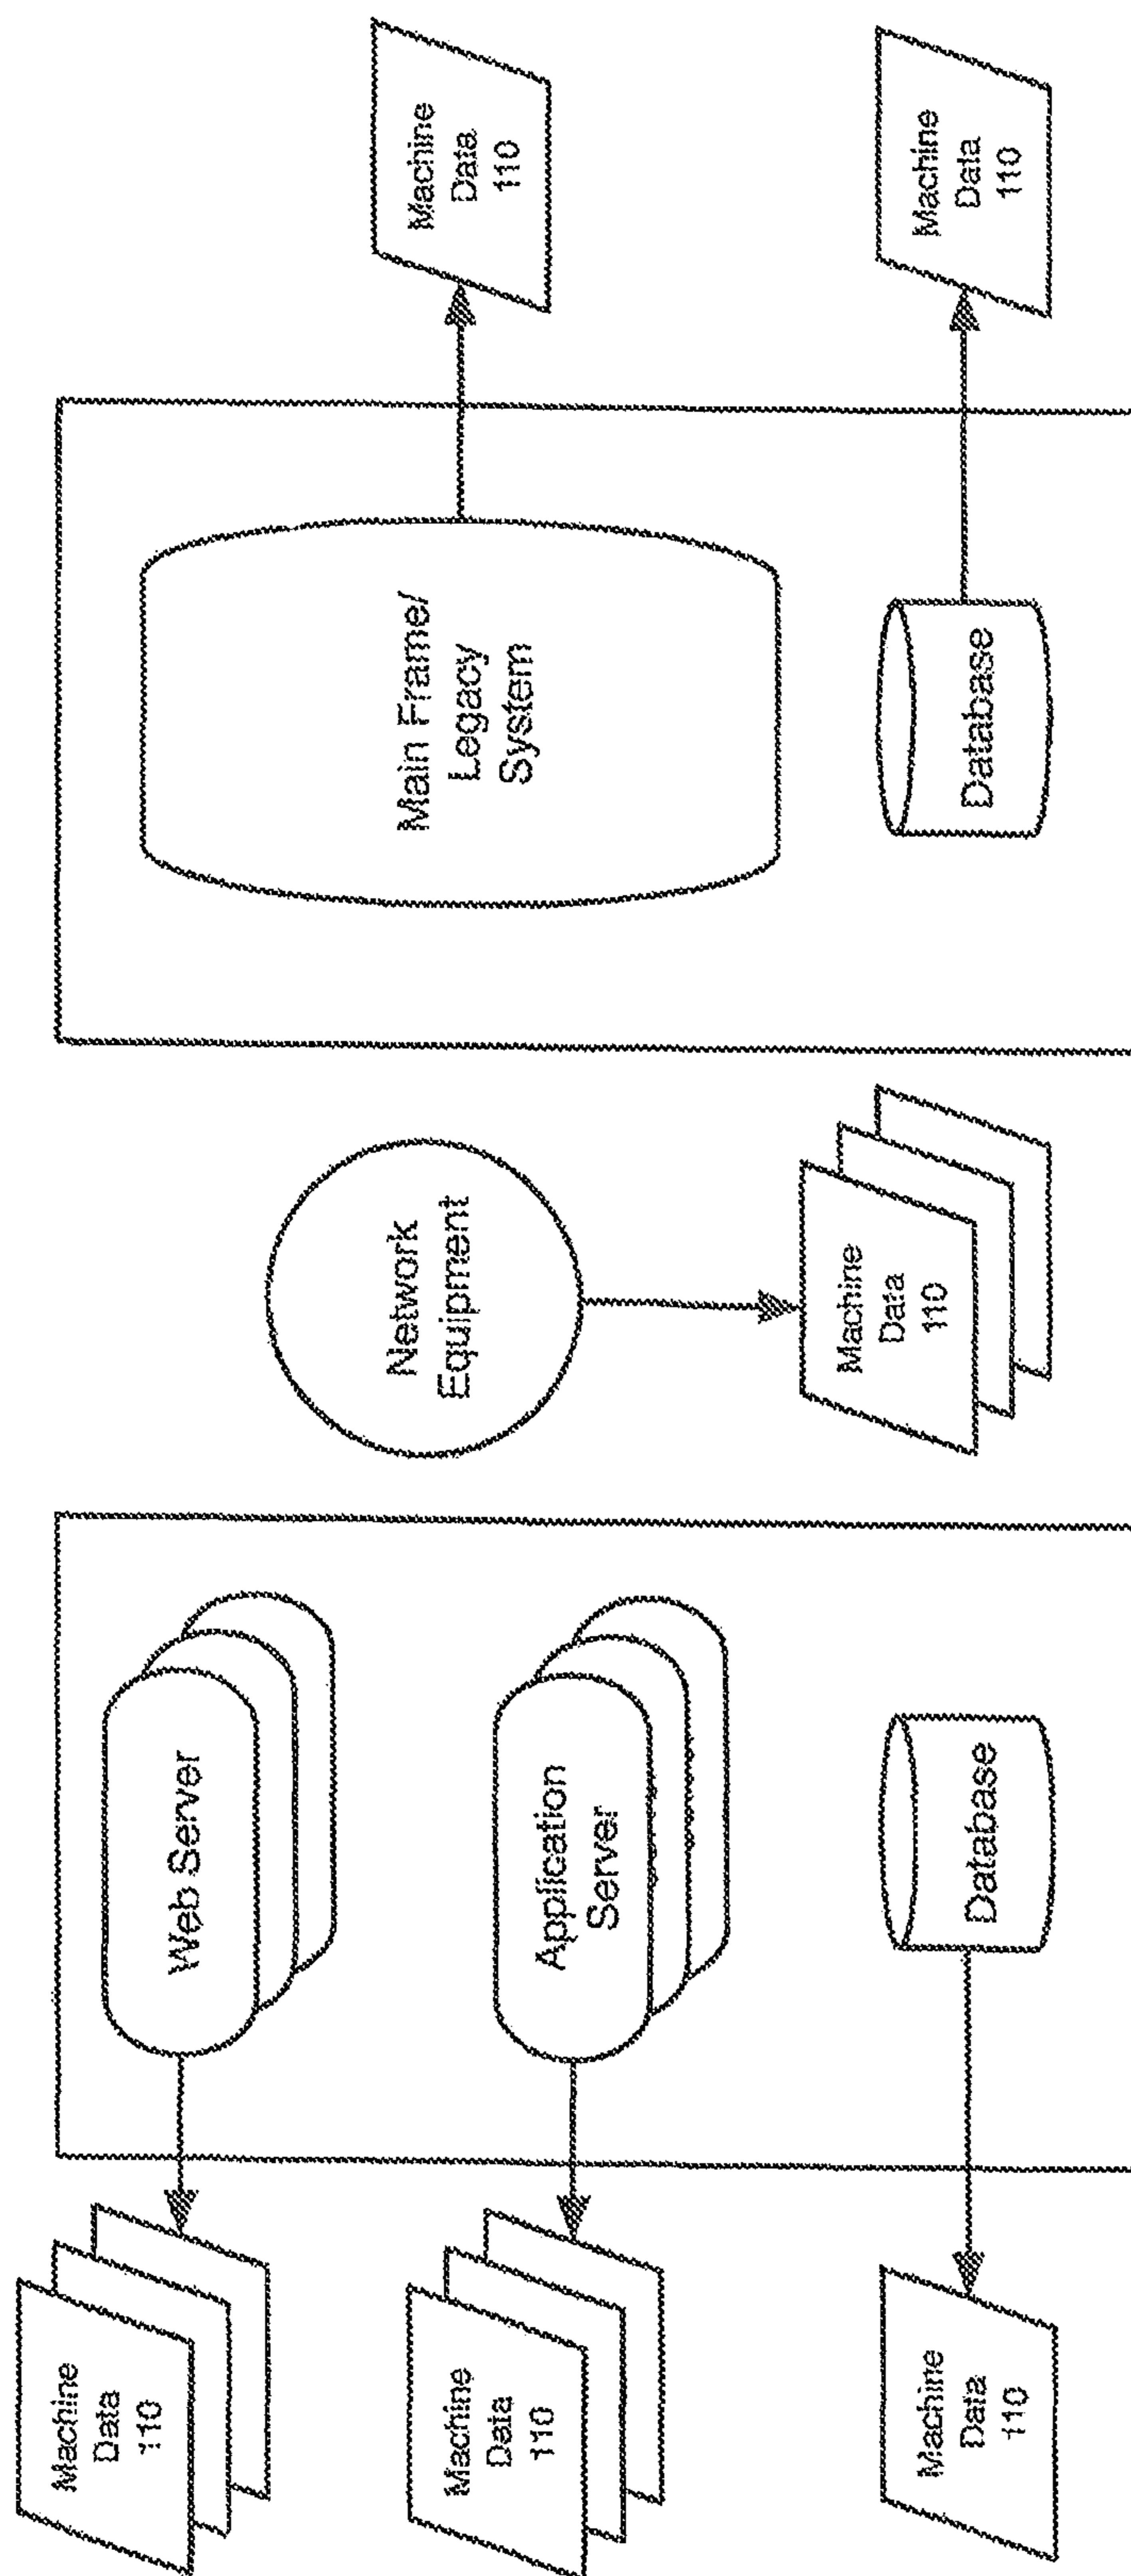 Machine
Data
110
Web Server
Machine
Data
110
Application
Server
Machine
Data
110
Database
Network
Equipment
Machine
Data
110
Main Frame/
Legacy
System
Machine
Data
110
Database
Machine
Data
110